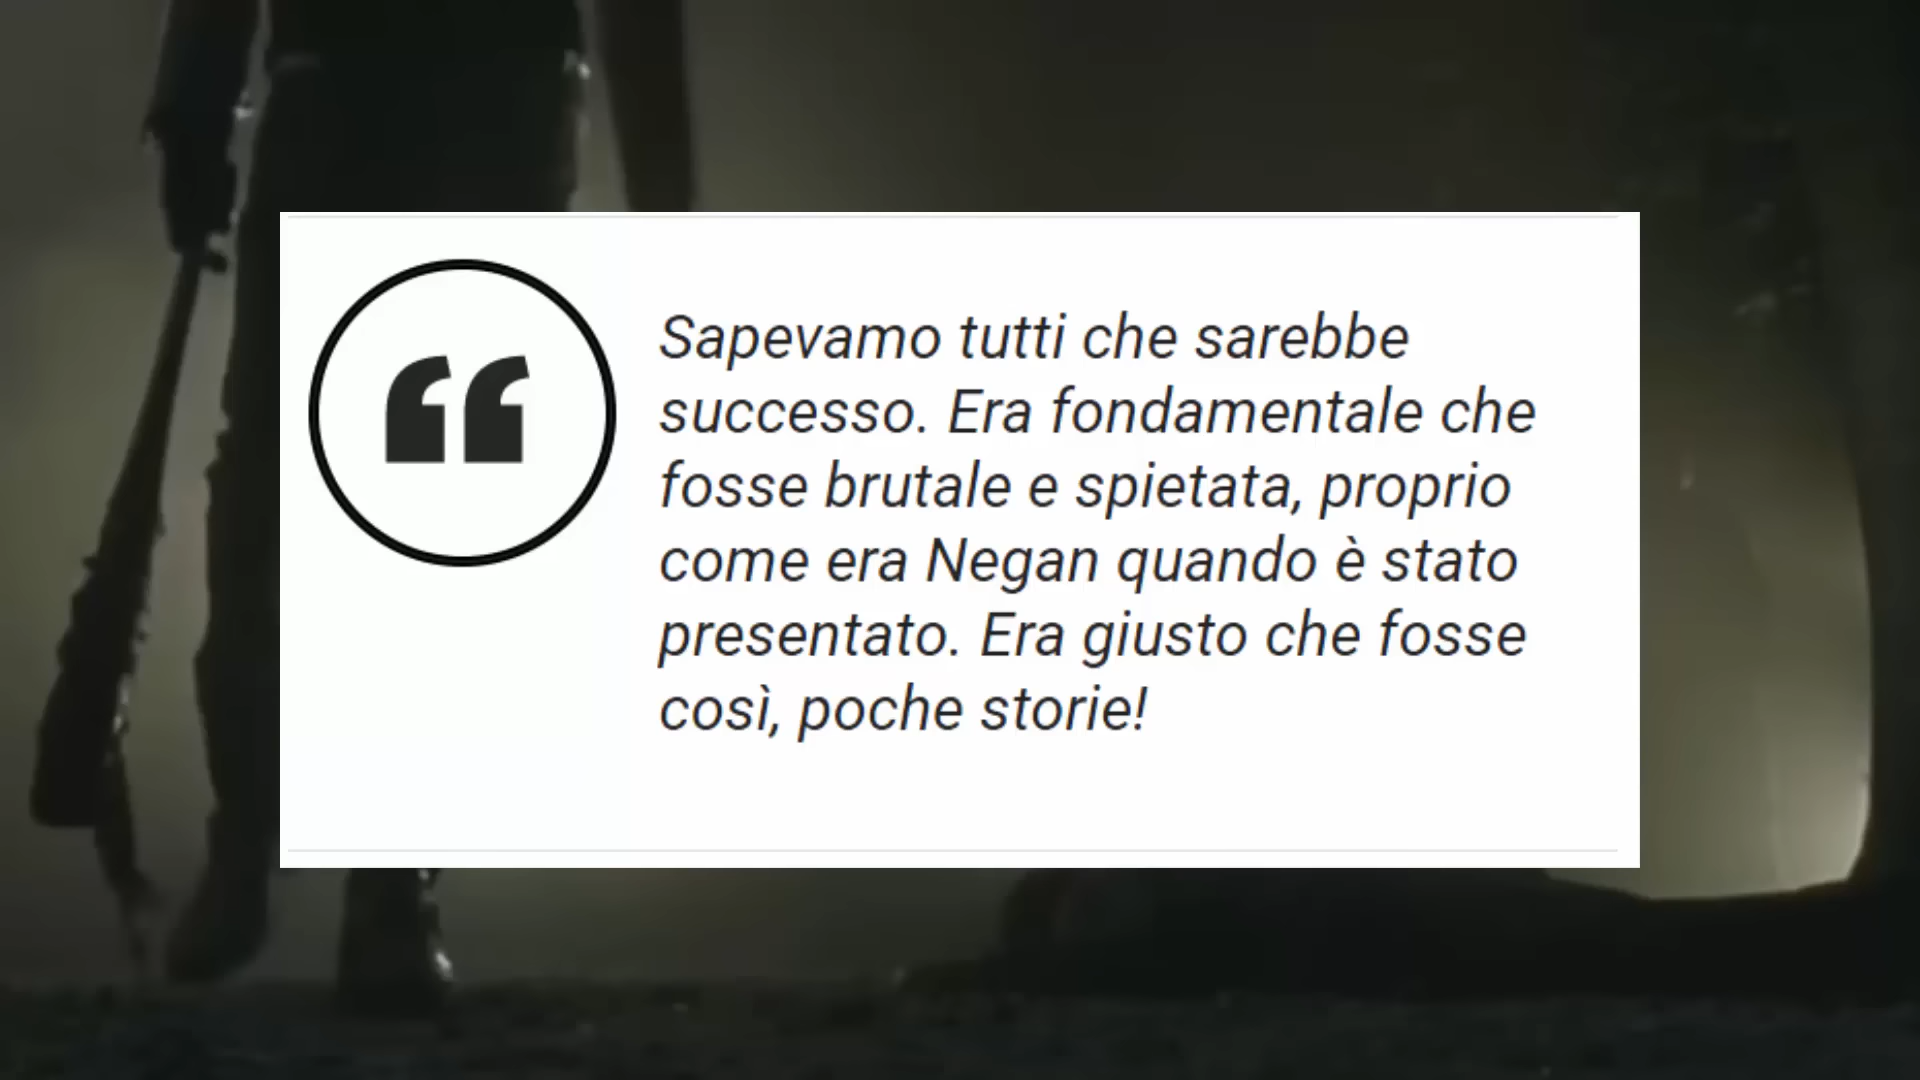 Sapevamo tutti che sarebbe
successo. Era fondamentale che
fosse brutale e spietata, proprio
come era Negan quando è stato
presentato. Era giusto che fosse
così, poche storie!